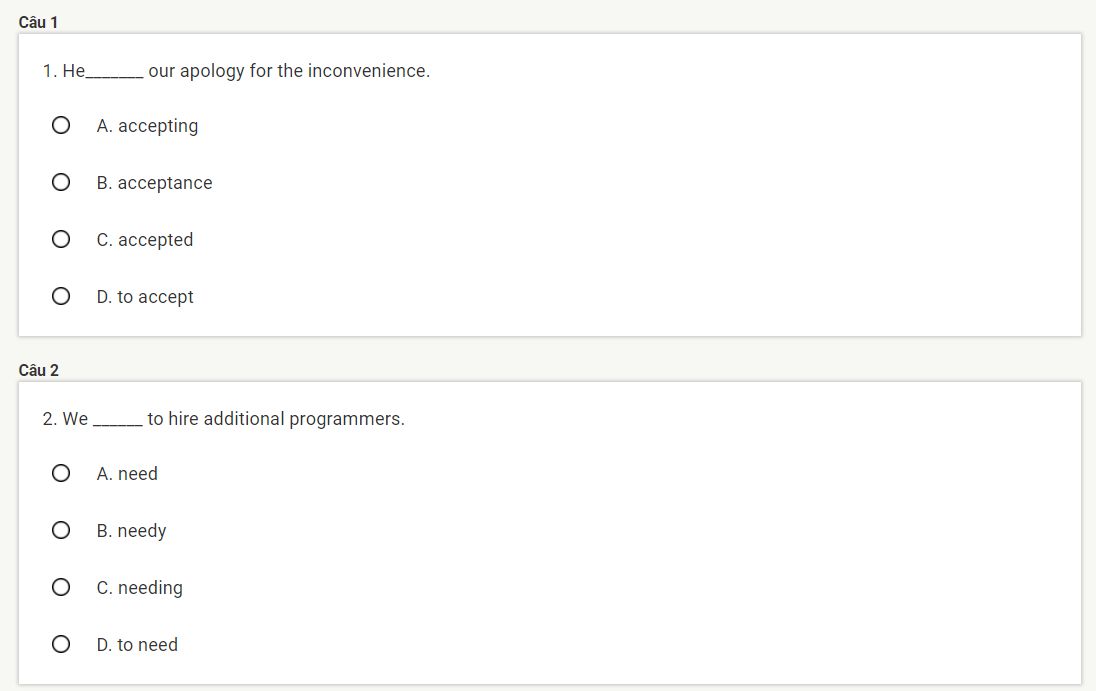 Câu 1
1. He_______ our apology for the inconvenience.
A. accepting
B. acceptance
C. accepted
D. to accept
Câu 2
2. We ______ to hire additional programmers.
A. need
B. needy
C. needing
D. to need